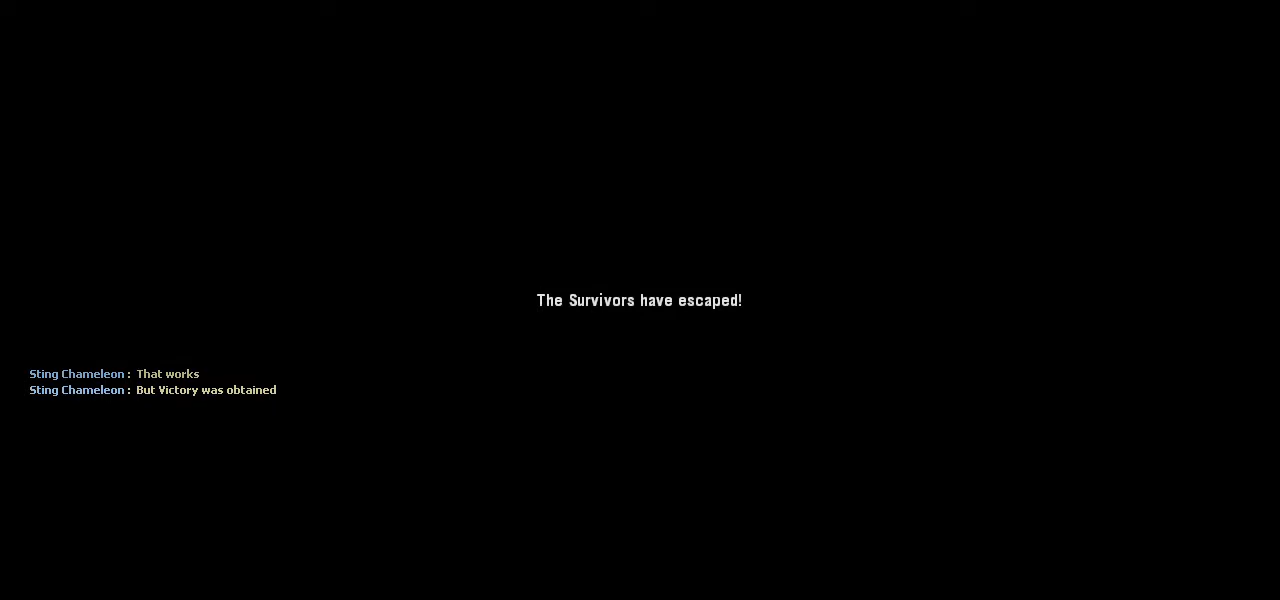 The Survivors have escaped!
Sting Chameleon : That works
Sting Chameleon : But Victory was obtained